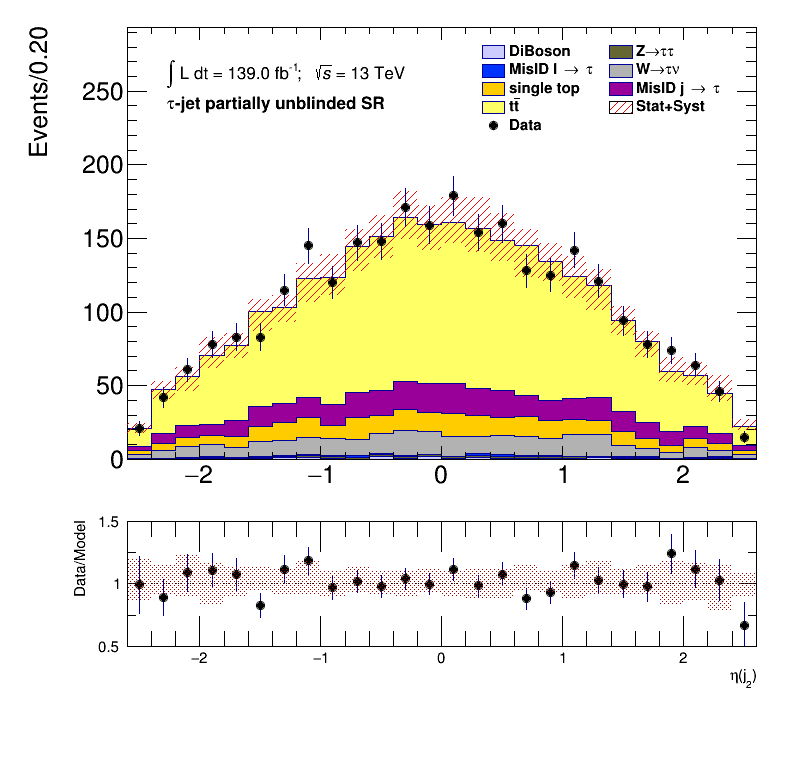 Events/0.20
∫ L dt = 139.0 fb⁻¹; √s = 13 TeV
τ-jet partially unblinded SR
DiBoson
Z→ττ
MisID l → τ
W→τν
single top
MisID j → τ
tt̄
Stat+Syst
Data
250
200
150
100
50
0
−2 −1 0 1 2
Data/Model
1.5
1
0.5
−2 −1 0 1 2
η(j₂)